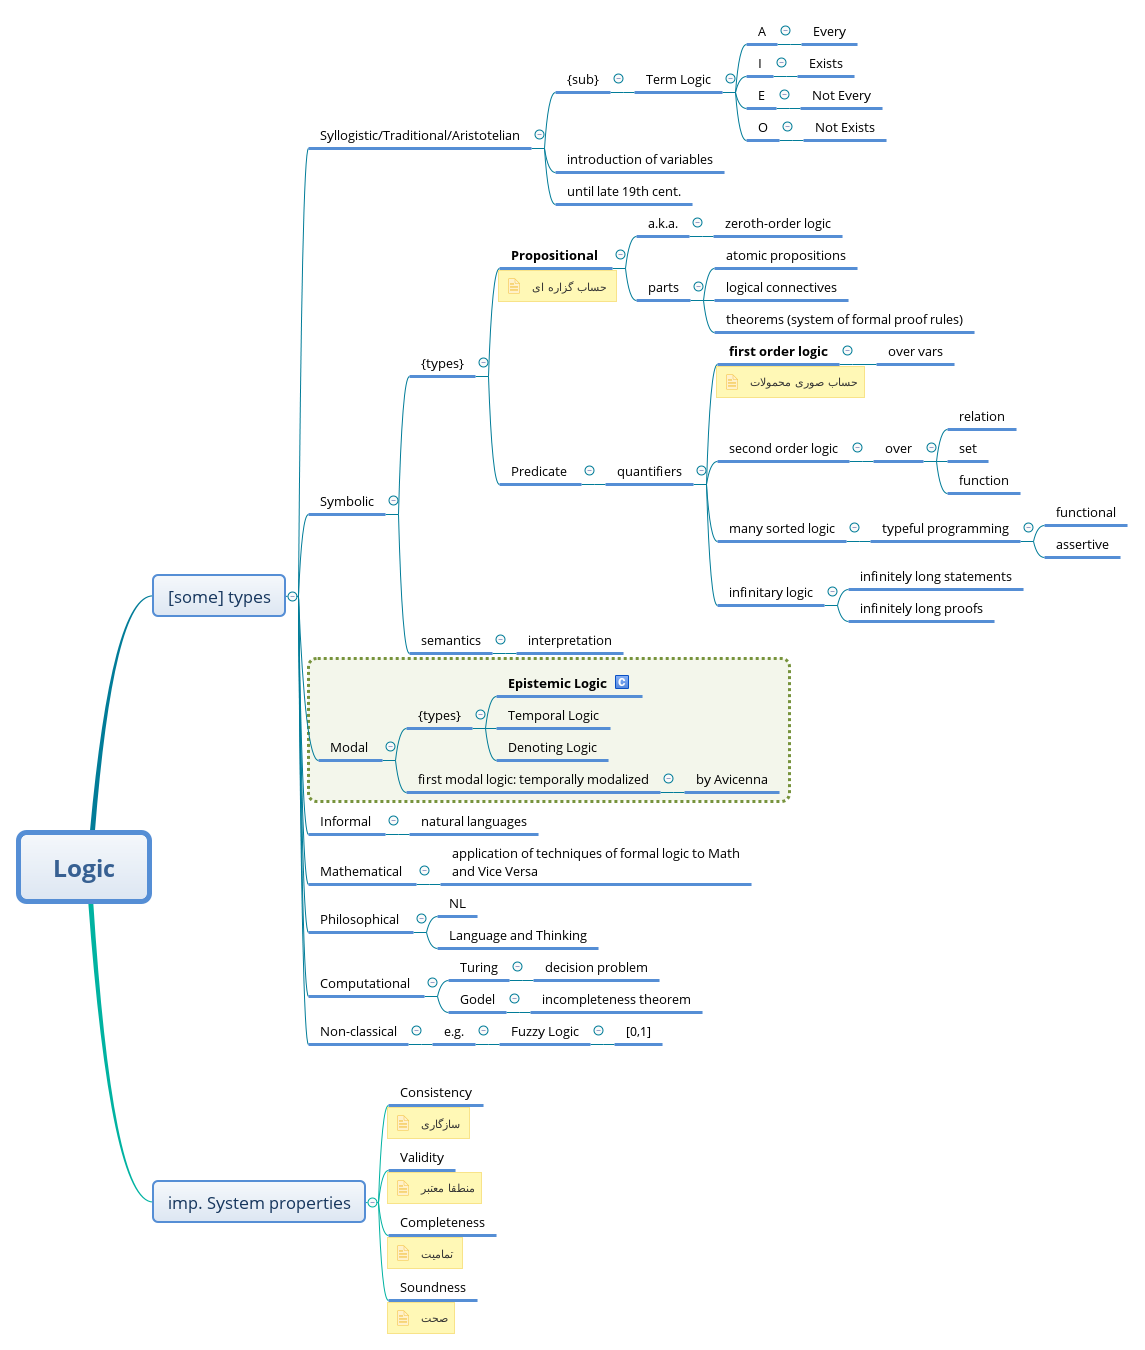 Logic
[some] types
Syllogistic/Traditional/Aristotelian
{sub}
Term Logic
A
Every
I
Exists
E
Not Every
O
Not Exists
introduction of variables
until late 19th cent.
Symbolic
{types}
Propositional
حساب گزاره ای
a.k.a.
zeroth-order logic
parts
atomic propositions
logical connectives
theorems (system of formal proof rules)
Predicate
quantifiers
first order logic
over vars
حساب صوری محمولات
second order logic
over
relation
set
function
many sorted logic
typeful programming
functional
assertive
infinitary logic
infinitely long statements
infinitely long proofs
semantics
interpretation
Modal
{types}
Epistemic Logic
C
Temporal Logic
Denoting Logic
first modal logic: temporally modalized
by Avicenna
Informal
natural languages
Mathematical
application of techniques of formal logic to Math
and Vice Versa
Philosophical
NL
Language and Thinking
Computational
Turing
decision problem
Godel
incompleteness theorem
Non-classical
e.g.
Fuzzy Logic
[0,1]
imp. System properties
Consistency
سازگاری
Validity
منطقا معتبر
Completeness
تمامیت
Soundness
صحت